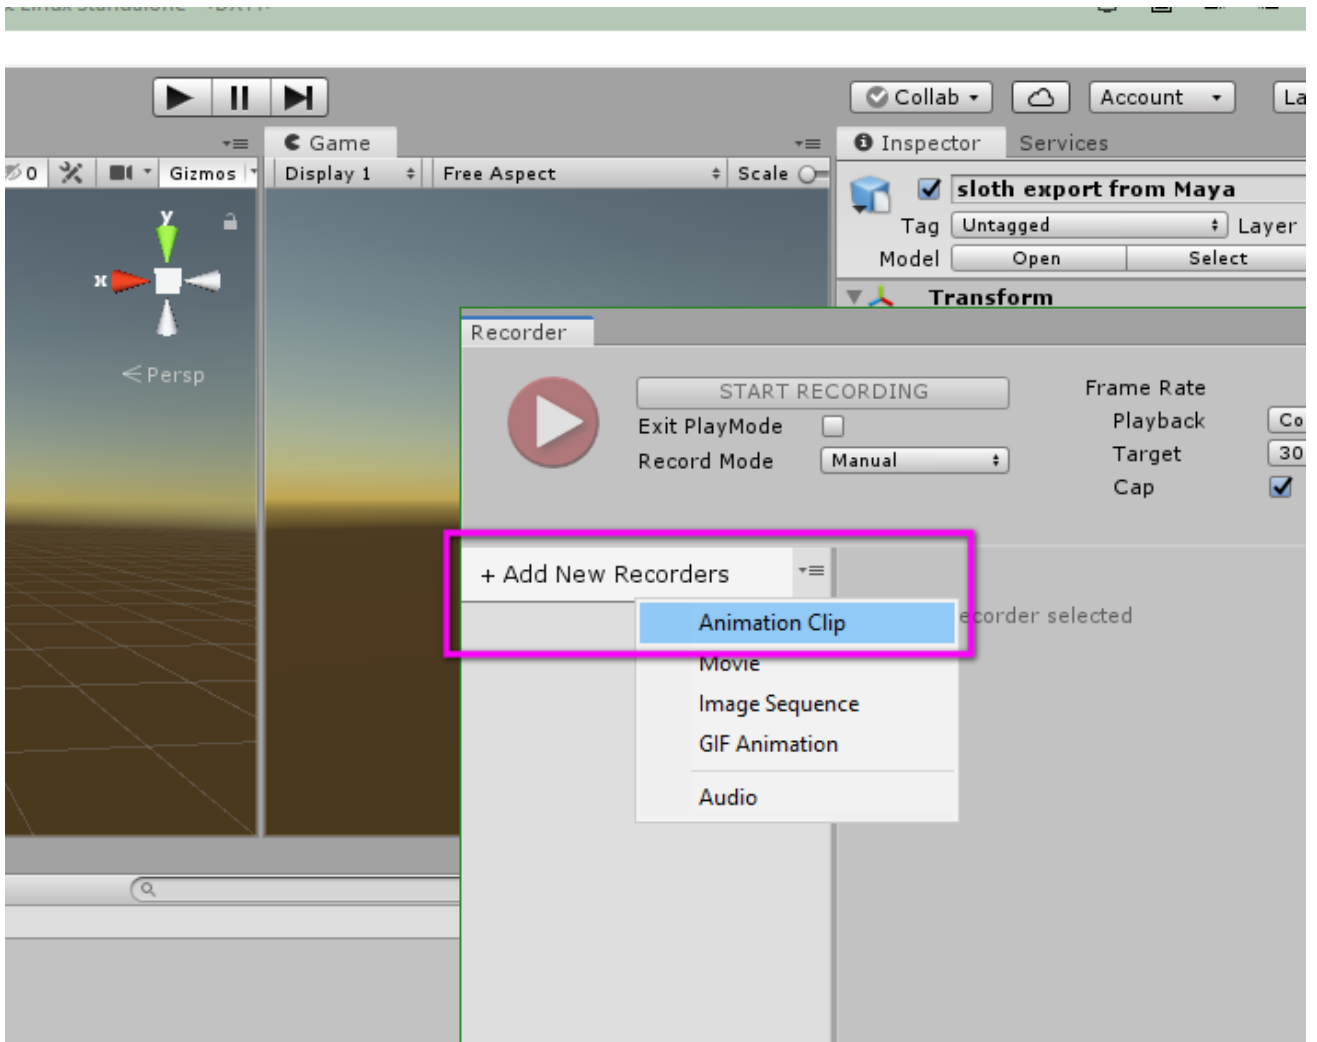 Collab
Account
La
Game
Inspector Services
0
Gizmos
Display 1
Free Aspect
Scale
sloth export from Maya
Tag
Untagged
Layer
Model
Open
Select
y
x
Transform
Persp
Recorder
START RECORDING
Exit PlayMode
Record Mode
Manual
Frame Rate
Playback
Co
Target
30
Cap
+ Add New Recorders
Animation Clip
ecorder selected
Movie
Image Sequence
GIF Animation
Audio